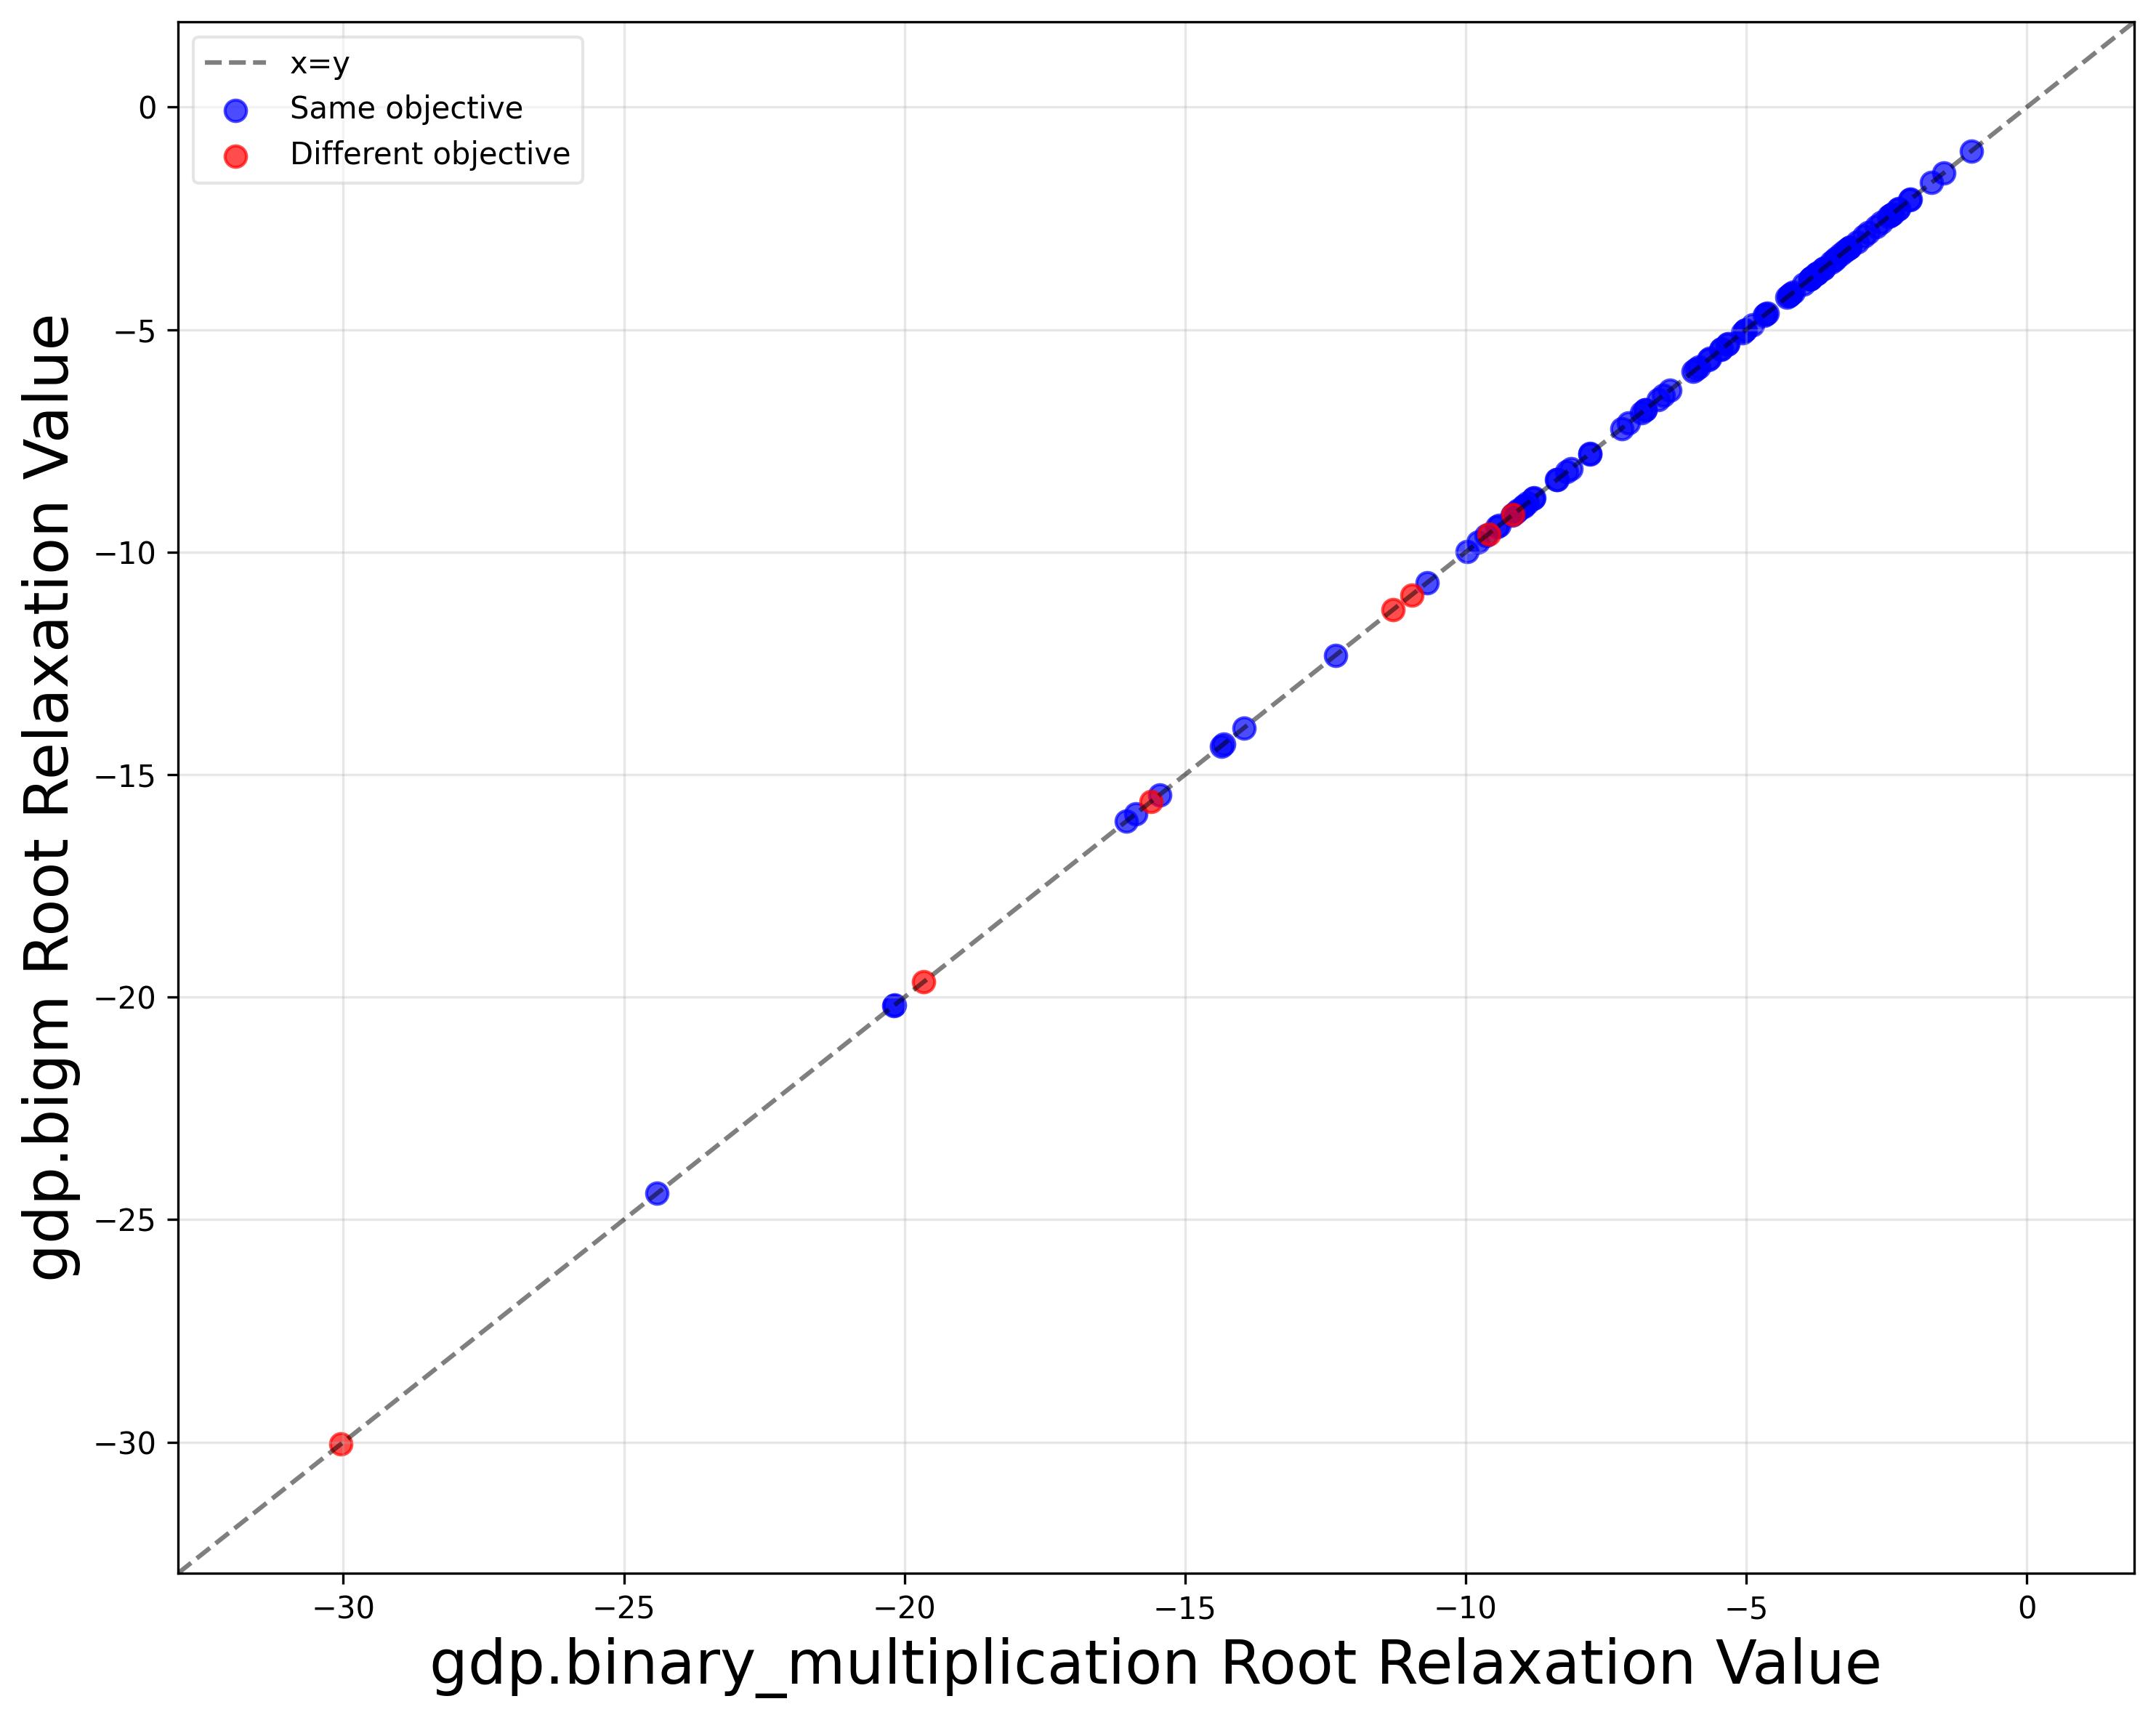 x=y
Same objective
Different objective
gdp.bigm Root Relaxation Value
0
−5
−10
−15
−20
−25
−30
−30 −25 −20 −15 −10 −5 0
gdp.binary_multiplication Root Relaxation Value